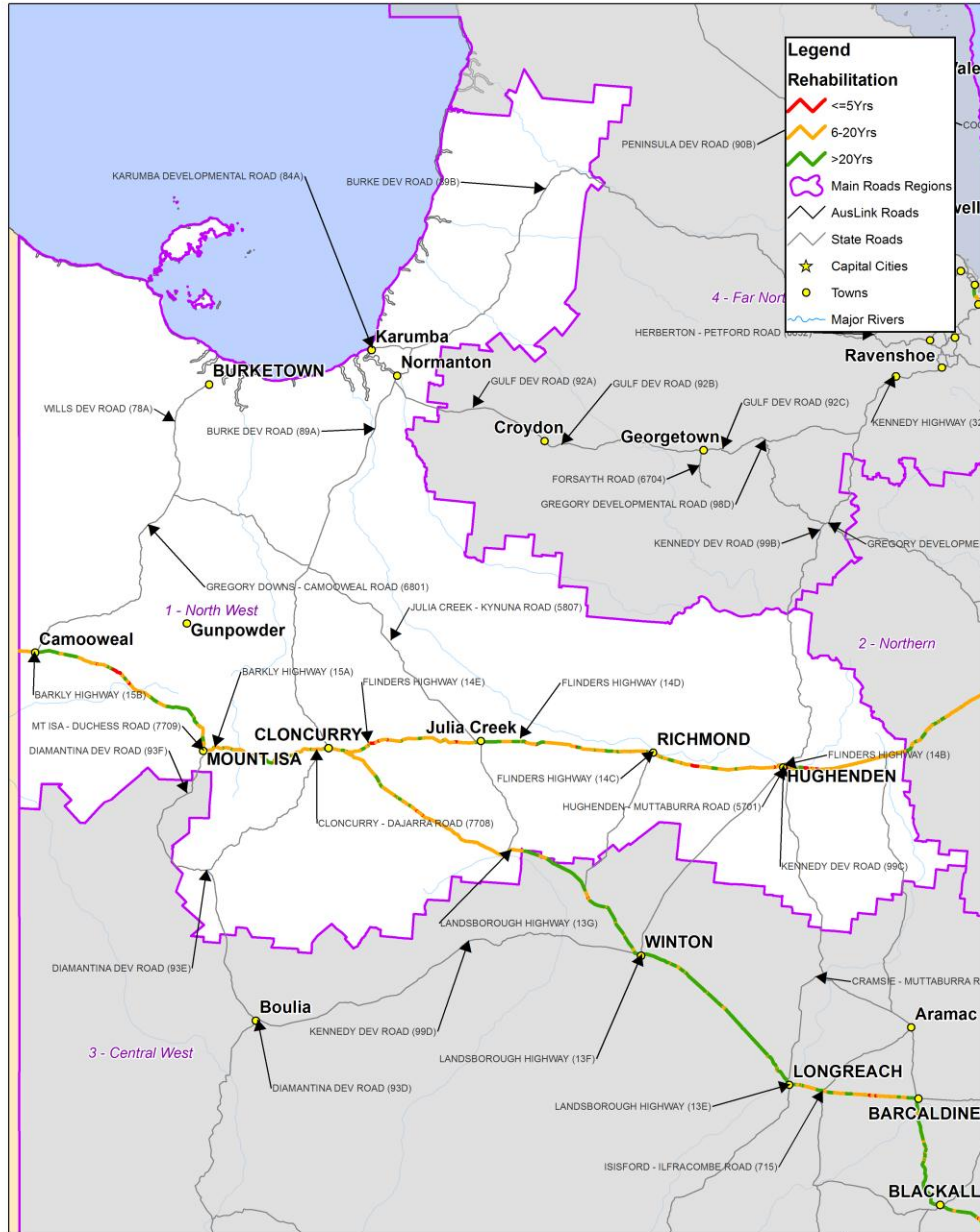 Legend
Rehabilitation
<=5Yrs
6-20Yrs
>20Yrs
Main Roads Regions
AusLink Roads
State Roads
Capital Cities
Towns
Major Rivers
PENINSULA DEV ROAD (90B)
KARUMBA DEVELOPMENTAL ROAD (84A)
BURKE DEV ROAD (89B)
4 - Far Nor
HERBERTON - PETFORD ROAD
Karumba
Ravenshoe
Normanton
BURKETOWN
GULF DEV ROAD (92A)
GULF DEV ROAD (92B)
GULF DEV ROAD (92C)
WILLS DEV ROAD (78A)
BURKE DEV ROAD (89A)
Croydon
Georgetown
KENNEDY HIGHWAY (32
FORSAYTH ROAD (6704)
GREGORY DEVELOPMENTAL ROAD (98D)
KENNEDY DEV ROAD (99B)
GREGORY DEVELOPME
GREGORY DOWNS - CAMOOWEAL ROAD (6801)
1 - North West
JULIA CREEK - KYNUNA ROAD (5807)
Gunpowder
Camooweal
2 - Northern
BARKLY HIGHWAY (15A)
FLINDERS HIGHWAY (14E)
FLINDERS HIGHWAY (14D)
BARKLY HIGHWAY (15B)
MT ISA - DUCHESS ROAD (7709)
DIAMANTINA DEV ROAD (93F)
CLONCURRY
Julia Creek
RICHMOND
MOUNT ISA
FLINDERS HIGHWAY (14B)
FLINDERS HIGHWAY (14C)
HUGHENDEN
HUGHENDEN - MUTTABURRA ROAD (5701)
CLONCURRY - DAJARRA ROAD (7708)
KENNEDY DEV ROAD (99C)
LANDSBOROUGH HIGHWAY (13G)
WINTON
DIAMANTINA DEV ROAD (93E)
CRAMSIE - MUTTABURRA R
Boulia
Aramac
KENNEDY DEV ROAD (99D)
3 - Central West
LANDSBOROUGH HIGHWAY (13F)
LONGREACH
DIAMANTINA DEV ROAD (93D)
LANDSBOROUGH HIGHWAY (13E)
BARCALDINE
ISISFORD - ILFRACOMBE ROAD (715)
BLACKALL